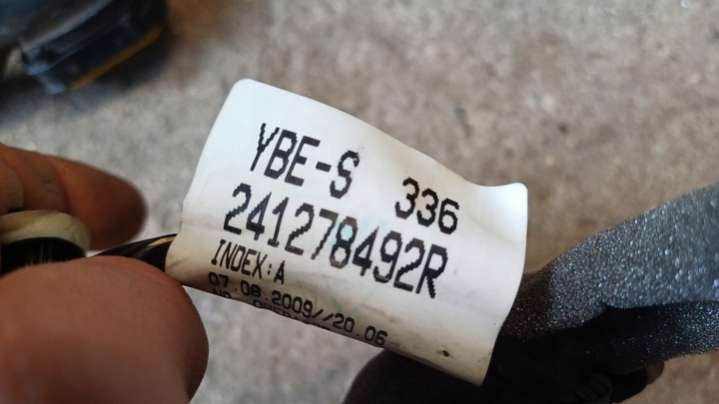 YBE-S 336
241278492R
INDEX:A
07.08.2009//20.06